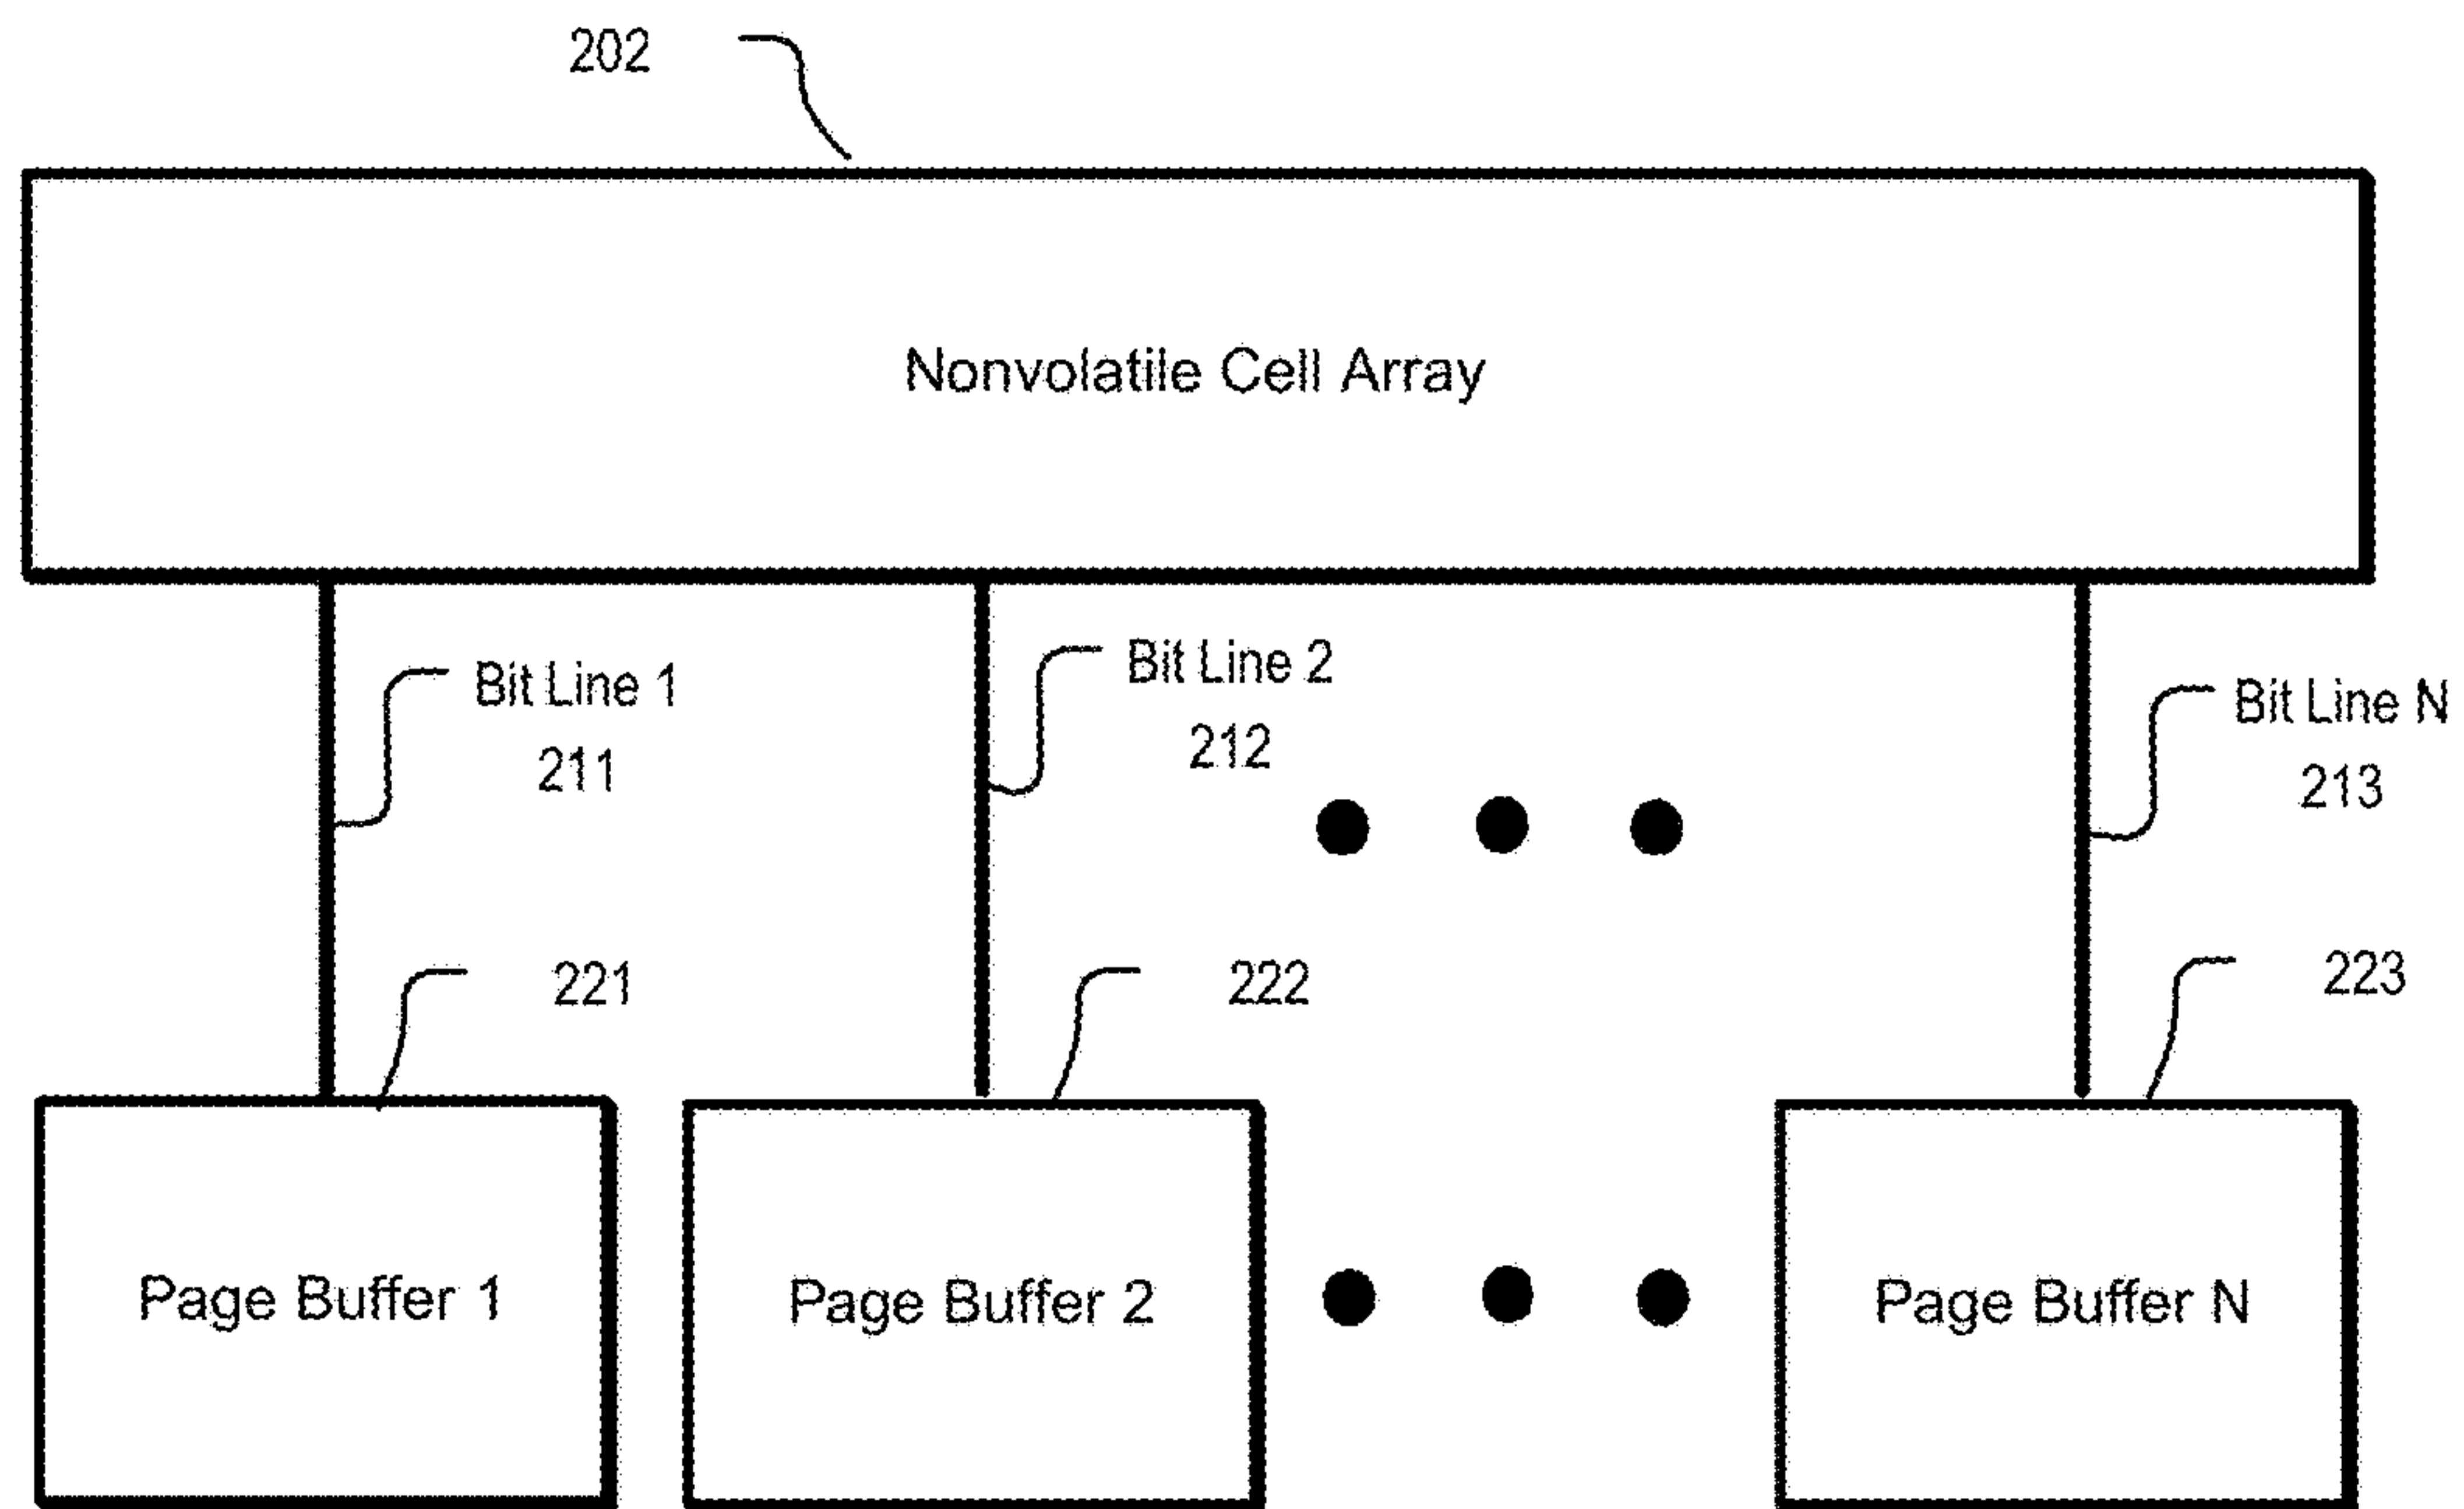 202
Nonvolatile Cell Array
Bit Line 1
211
Bit Line 2
212
Bit Line N
213
221
222
223
Page Buffer 1
Page Buffer 2
Page Buffer N